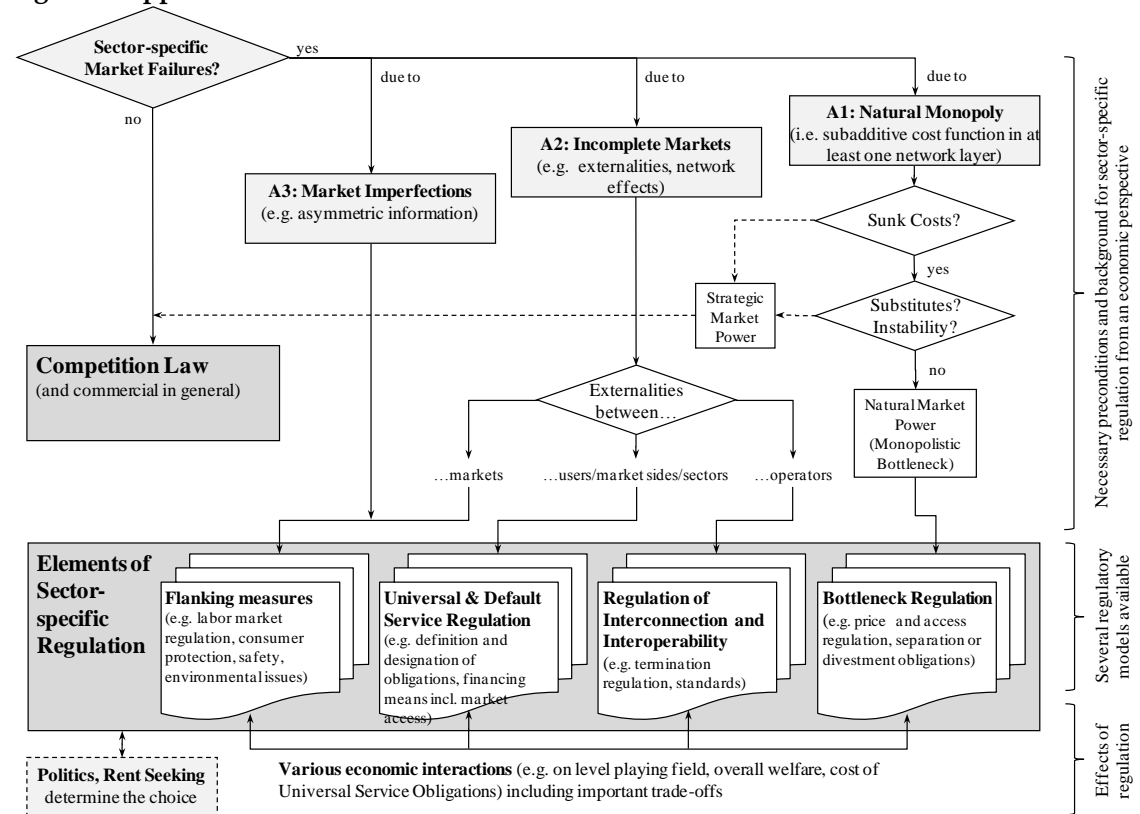 Sector-specific
Market Failures?
yes
no
due to
due to
due to
A1: Natural Monopoly
(i.e. subadditive cost function in at
least one network layer)
A2: Incomplete Markets
(e.g. externalities, network
effects)
A3: Market Imperfections
(e.g. asymmetric information)
Sunk Costs?
yes
Substitutes?
Instability?
Strategic
Market
Power
no
Competition Law
(and commercial in general)
Externalities
between…
Natural Market
Power
(Monopolistic
Bottleneck)
…markets
…users/market sides/sectors
…operators
Elements of
Sector-
specific
Regulation
Flanking measures
(e.g. labor market
regulation, consumer
protection, safety,
environmental issues)
Universal & Default
Service Regulation
(e.g. definition and
designation of
obligations, financing
means incl. market
access)
Regulation of
Interconnection and
Interoperability
(e.g. termination
regulation, standards)
Bottleneck Regulation
(e.g. price and access
regulation, separation or
divestment obligations)
Politics, Rent Seeking
determine the choice
Various economic interactions (e.g. on level playing field, overall welfare, cost of
Universal Service Obligations) including important trade-offs
Necessary preconditions and background for sector-specific
regulation from an economic perspective
Several regulatory
models available
Effects of
regulation